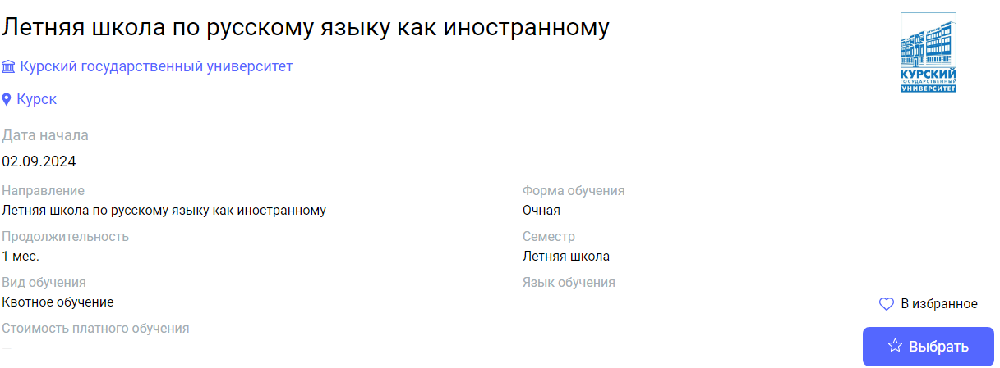 Летняя школа по русскому языку как иностранному
Курский государственный университет
Курск
КУРСКИЙ
ГОСУДАРСТВЕННЫЙ
УНИВЕРСИТЕТ
Дата начала
02.09.2024
Направление
Летняя школа по русскому языку как иностранному
Форма обучения
Очная
Продолжительность
1 мес.
Семестр
Летняя школа
Вид обучения
Квотное обучение
Язык обучения
Стоимость платного обучения
—
В избранное
Выбрать